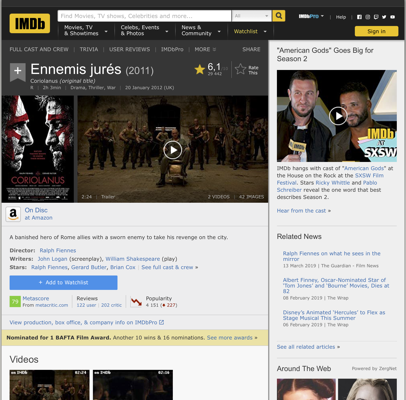 IMDb
Find Movies, TV shows, Celebrities and more...
All
IMDbPro
Help
Movies, TV & Showtimes
Celebs, Events & Photos
News & Community
Watchlist
Sign in
FULL CAST AND CREW | TRIVIA | USER REVIEWS | IMDbPro | MORE
SHARE
Ennemis jurés (2011)
Coriolanus (original title)
R | 2h 3min | Drama, Thriller, War | 20 January 2012 (UK)
6,1
Rate This
CORIOLANUS
2:24 | Trailer
2 VIDEOS | 42 IMAGES
On Disc
at Amazon
A banished hero of Rome allies with a sworn enemy to take his revenge on the city.
Director: Ralph Fiennes
Writers: John Logan (screenplay), William Shakespeare (play)
Stars: Ralph Fiennes, Gerard Butler, Brian Cox | See full cast & crew »
+ Add to Watchlist
Metascore
From metacritic.com
Reviews
122 user | 202 critic
Popularity
4 151 (227)
View production, box office, & company info on IMDbPro
Nominated for 1 BAFTA Film Award. Another 10 wins & 16 nominations. See more awards »
Videos
IMDb
02:24
IMDb
02:36
"American Gods" Goes Big for Season 2
IMDb
at
SXSW
IMDb hangs with cast of "American Gods" at the House on the Rock at the SXSW Film Festival. Stars Ricky Whittle and Pablo Schreiber reveal the one word that best describes Season 2.
Hear from the cast »
Related News
Ralph Fiennes on what he sees in the mirror
13 March 2019 | The Guardian - Film News
Albert Finney, Oscar-Nominated Star of 'Tom Jones' and 'Bourne' Movies, Dies at 82
08 February 2019 | The Wrap
Disney's Animated 'Hercules' to Flex as Stage Musical This Summer
06 February 2019 | The Wrap
See all related articles »
Around The Web
Powered by ZergNet